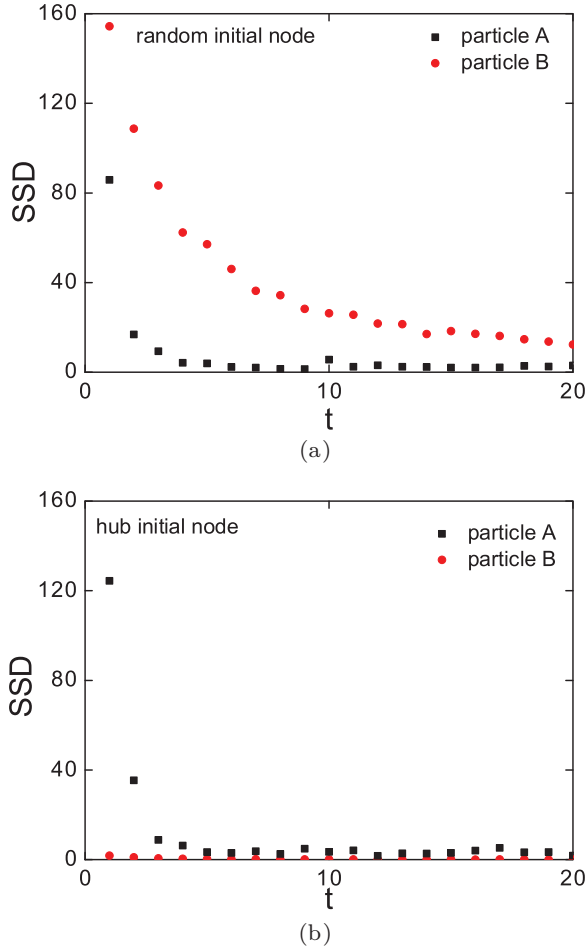 160
random initial node
particle A
particle B
120
SSD
80
40
0
0
10
20
t
(a)
160
hub initial node
particle A
particle B
120
SSD
80
40
0
0
10
20
t
(b)